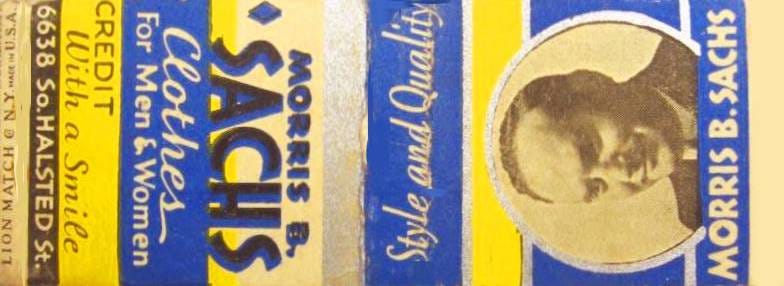 MORRIS B.
SACHS
Clothes
For Men & Women
CREDIT
With a Smile
6638 So. HALSTED St.
LION MATCH Co N.Y. MADE IN U.S.A.
Style and Quality
MORRIS B. SACHS